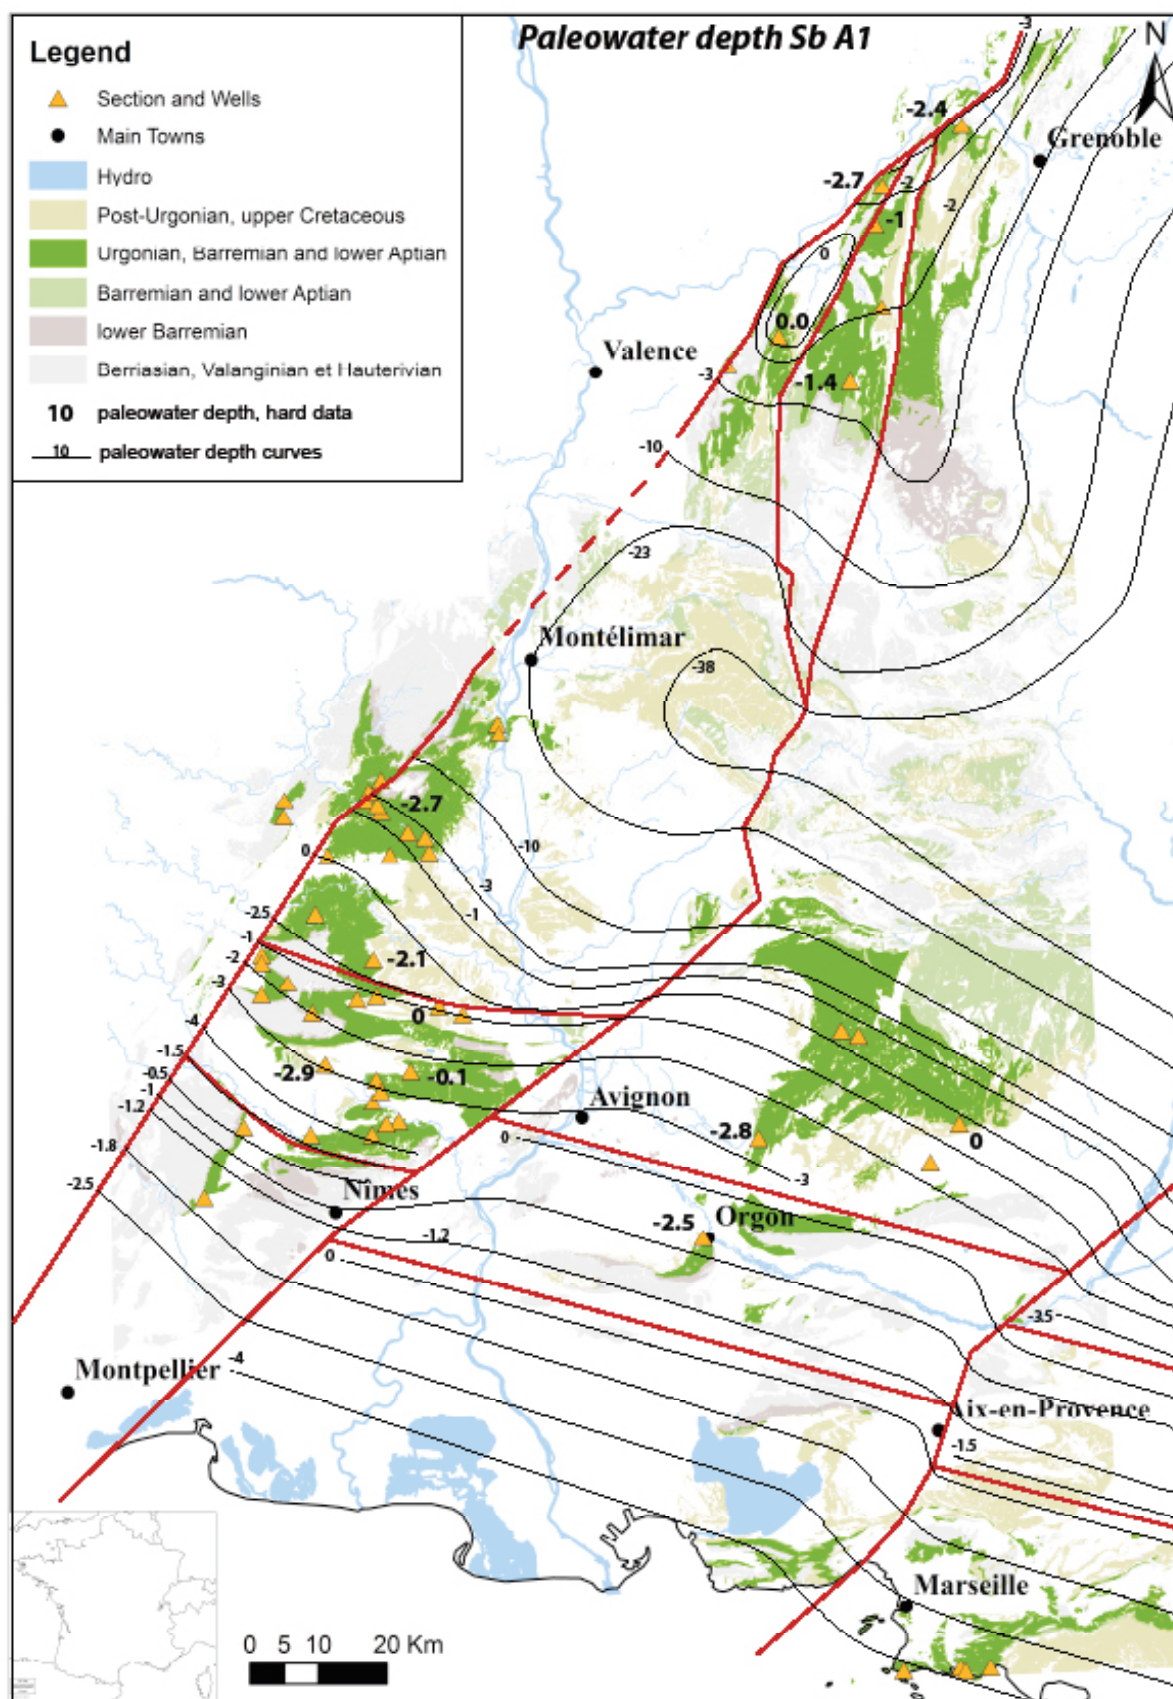 Paleowater depth Sb A1
Legend
Section and Wells
Main Towns
Hydro
Post-Urgonian, upper Cretaceous
Urgonian, Barremian and lower Aptian
Barremian and lower Aptian
lower Barremian
Berriasian, Valanginian et Hauterivian
10 paleowater depth, hard data
10 paleowater depth curves
N
-3
-2.4
Grenoble
-2.7
-2
-2
-1
0
0.0
Valence
-3
-1.4
-10
-23
Montélimar
-38
-2.7
0
-10
-3
-1
-2.5
-1
-2
-2.1
-3
0
-4
-1.5
-2.9
-0.1
-0.5
-1
-1.2
Avignon
-2.8
0
0
-1.8
-3
-2.5
Nîmes
-2.5
Orgon
-1.2
0
-3.5
-4
Montpellier
Aix-en-Provence
-1.5
Marseille
0 5 10 20 Km